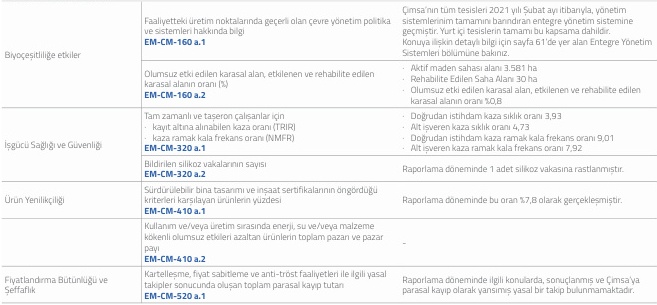 Biyoçeşitliliğe etkiler
Faaliyetteki üretim noktalarında geçerli olan çevre yönetim politika
ve sistemleri hakkında bilgi
EM-CM-160 a.1
Çimsa'nın tüm tesisleri 2021 yılı Şubat ayı itibarıyla, yönetim
sistemlerinin tamamını barındıran entegre yönetim sistemine
geçmiştir. Yurt içi tesislerin tamamı bu kapsama dahildir.
Konuya ilişkin detaylı bilgi için sayfa 61'de yer alan Entegre Yönetim
Sistemleri bölümüne bakınız.
Olumsuz etki edilen karasal alan, etkilenen ve rehabilite edilen
karasal alanın oranı (%)
EM-CM-160 a.2
· Aktif maden sahası alanı 3.581 ha
· Rehabilite Edilen Saha Alanı 30 ha
· Olumsuz etki edilen karasal alan, etkilenen ve rehabilite edilen
karasal alanın oranı %0,8
İşgücü Sağlığı ve Güvenliği
Tam zamanlı ve taşeron çalışanlar için
· kayıt altına alınabilen kaza oranı (TRIR)
· kaza ramak kala frekans oranı (NMFR)
EM-CM-320 a.1
· Doğrudan istihdam kaza sıklık oranı 3,93
· Alt işveren kaza sıklık oranı 4,73
· Doğrudan istihdam kaza ramak kala frekans oranı 9,01
· Alt işveren kaza ramak kala frekans oranı 7,92
Bildirilen silikoz vakalarının sayısı
EM-CM-320 a.2
Raporlama döneminde 1 adet silikoz vakasına rastlanmıştır.
Ürün Yenilikçiliği
Sürdürülebilir bina tasarımı ve inşaat sertifikalarının öngördüğü
kriterleri karşılayan ürünlerin yüzdesi
EM-CM-410 a.1
Raporlama döneminde bu oran %7,8 olarak gerçekleşmiştir.
Kullanım ve/veya üretim sırasında enerji, su ve/veya malzeme
kökenli olumsuz etkileri azaltan ürünlerin toplam pazarı ve pazar
payı
EM-CM-410 a.2
-
Fiyatlandırma Bütünlüğü ve
Şeffaflık
Kartelleşme, fiyat sabitleme ve anti-tröst faaliyetleri ile ilgili yasal
takipler sonucunda oluşan toplam parasal kayıp tutarı
EM-CM-520 a.1
Raporlama döneminde ilgili konularda, sonuçlanmış ve Çimsa'ya
parasal kayıp olarak yansımış yasal bir takip bulunmamaktadır.